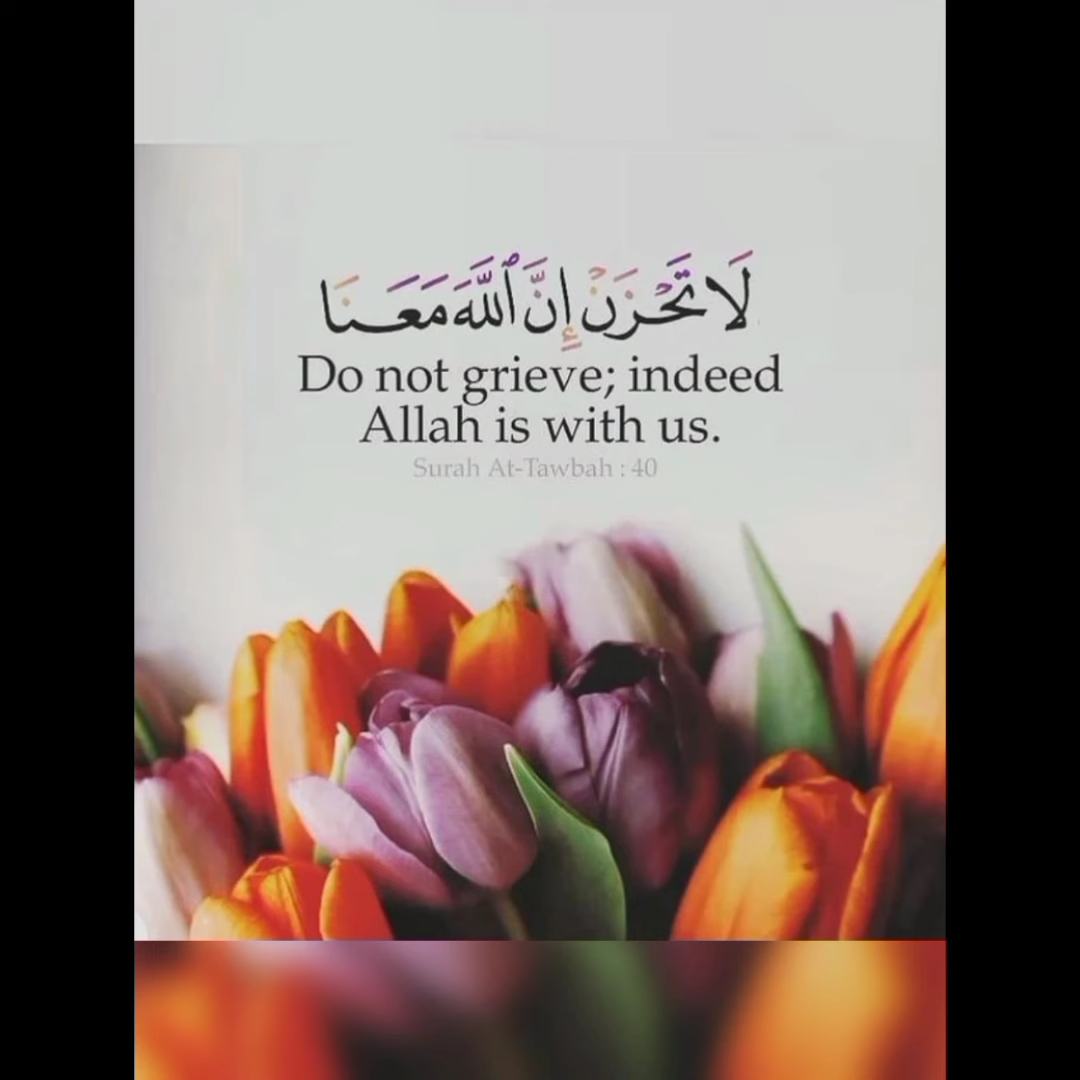 لَا تَحْزَنْ إِنَّ ٱللَّهَ مَعَنَا
Do not grieve; indeed
Allah is with us.
Surah At-Tawbah : 40